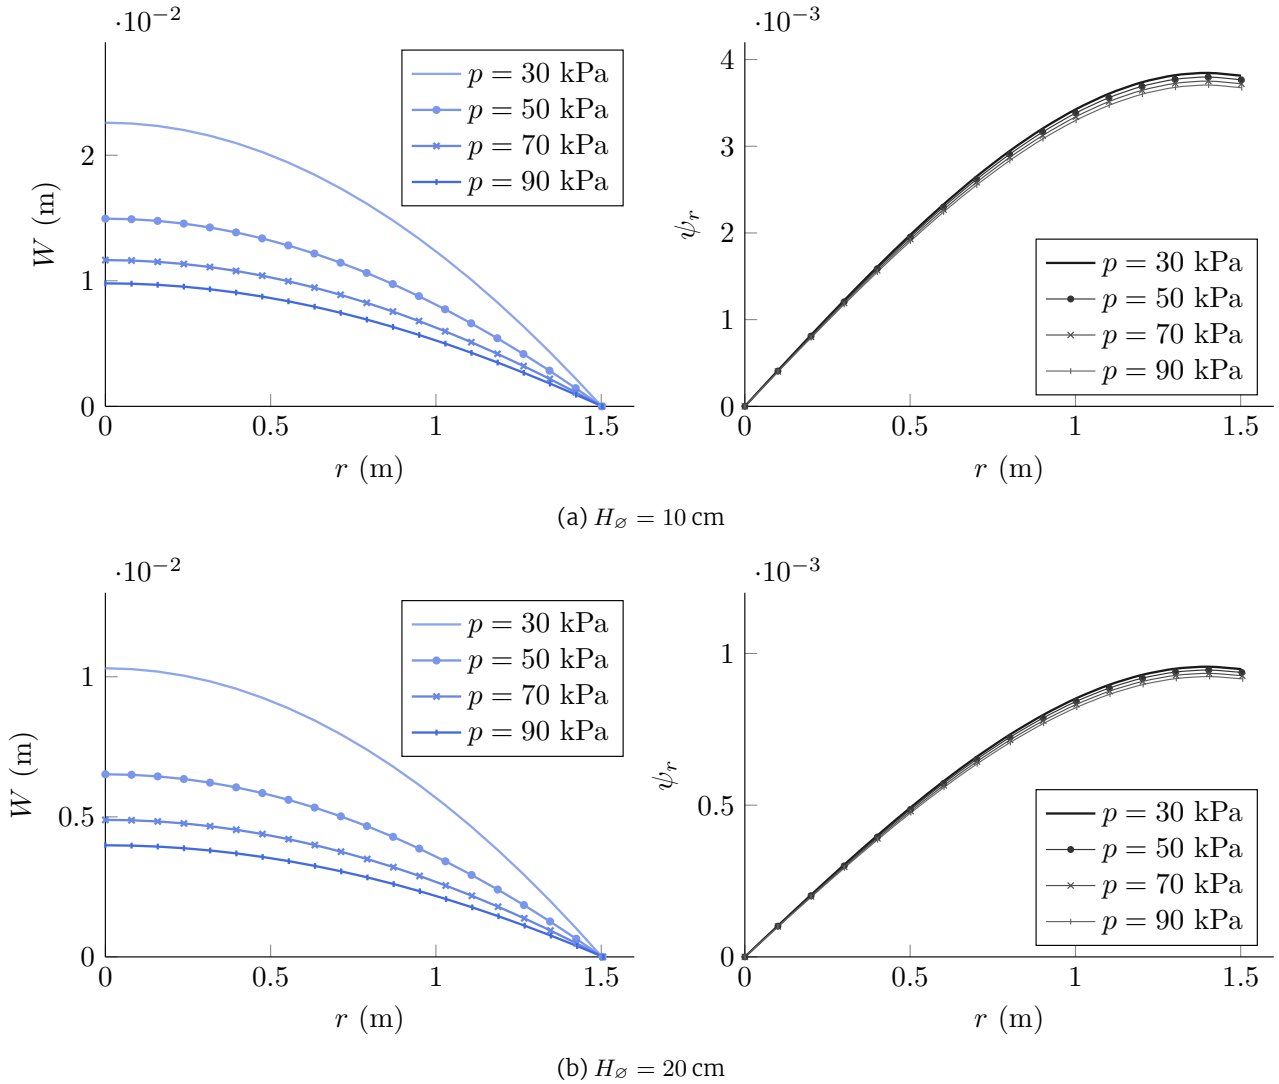 ·10⁻²
W (m)
2
1
0
0 0.5 1 1.5
r (m)
p = 30 kPa
p = 50 kPa
p = 70 kPa
p = 90 kPa
·10⁻³
ψᵣ
4
3
2
1
0
0 0.5 1 1.5
r (m)
p = 30 kPa
p = 50 kPa
p = 70 kPa
p = 90 kPa
(a) H⌀ = 10 cm
·10⁻²
W (m)
1
0.5
0
0 0.5 1 1.5
r (m)
p = 30 kPa
p = 50 kPa
p = 70 kPa
p = 90 kPa
·10⁻³
ψᵣ
1
0.5
0
0 0.5 1 1.5
r (m)
p = 30 kPa
p = 50 kPa
p = 70 kPa
p = 90 kPa
(b) H⌀ = 20 cm